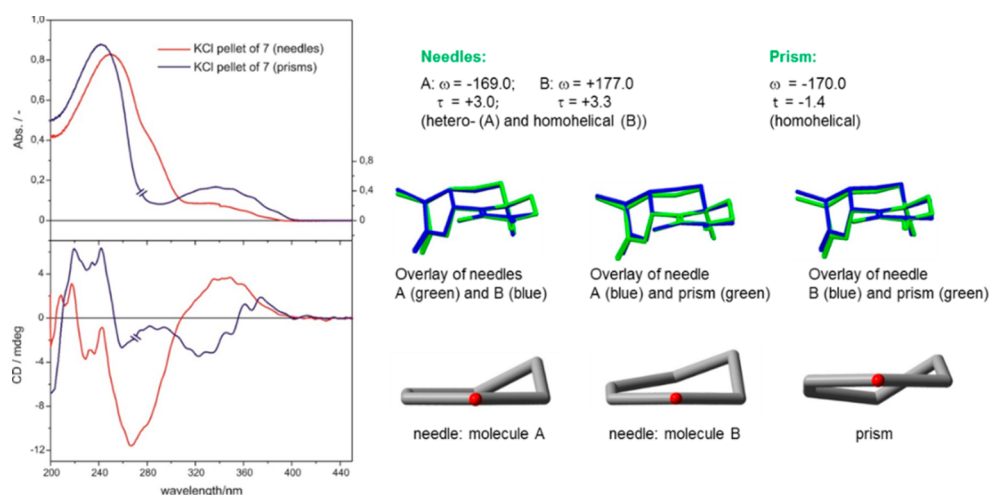 1,0
0,8
0,6
0,4
0,2
0
Abs. / -
KCl pellet of 7 (needles)
KCl pellet of 7 (prisms)
0,8
0,4
0
4
0
-4
-8
-12
CD / mdeg
200 240 280 320 360 400 440
wavelength/nm
Needles:
A: ω = -169.0; B: ω = +177.0
τ = +3.0; τ = +3.3
(hetero- (A) and homohelical (B))
Prism:
ω = -170.0
t = -1.4
(homohelical)
Overlay of needles
A (green) and B (blue)
Overlay of needle
A (blue) and prism (green)
Overlay of needle
B (blue) and prism (green)
needle: molecule A
needle: molecule B
prism